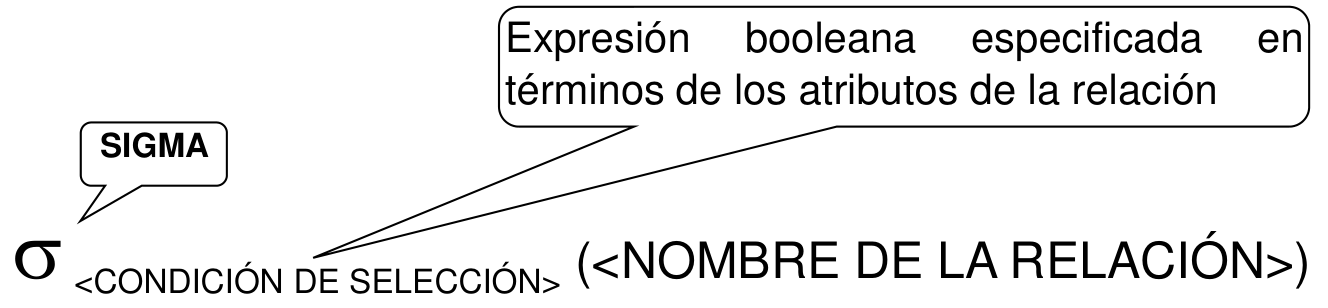 Expresión booleana especificada en
términos de los atributos de la relación
SIGMA
σ <CONDICIÓN DE SELECCIÓN> (<NOMBRE DE LA RELACIÓN>)